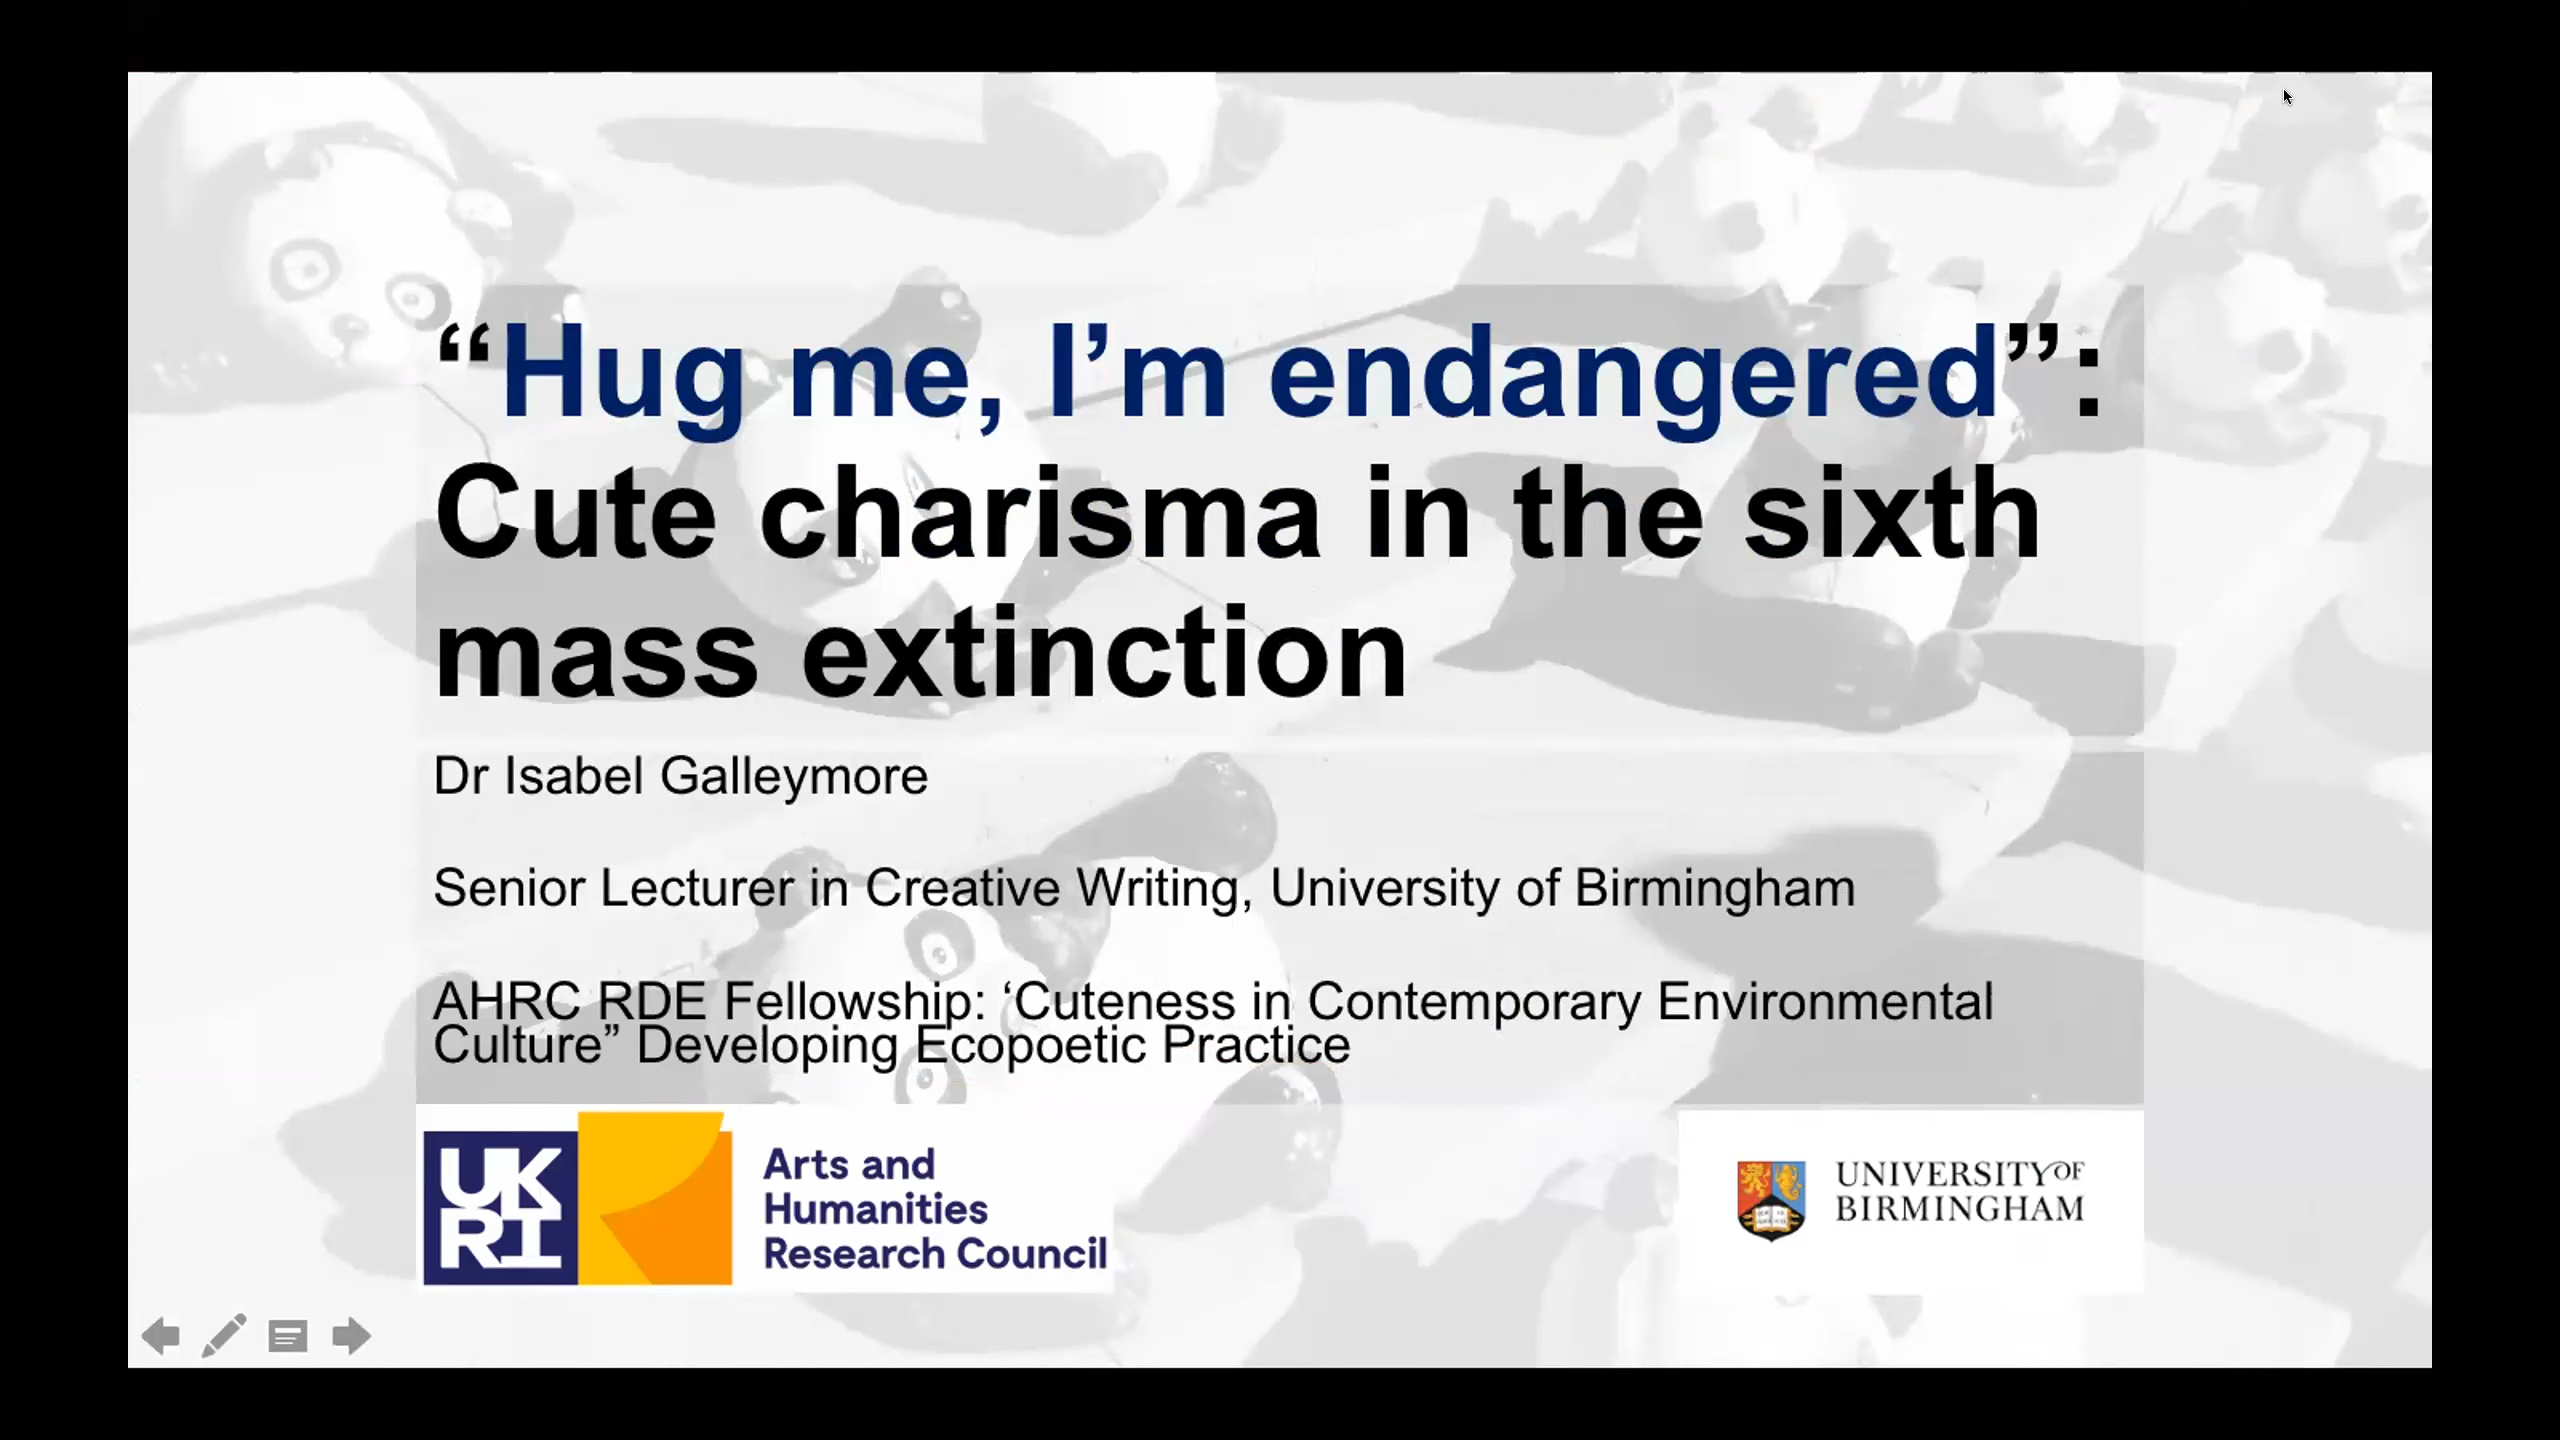 “Hug me, I’m endangered”:
Cute charisma in the sixth
mass extinction
Dr Isabel Galleymore
Senior Lecturer in Creative Writing, University of Birmingham
AHRC RDE Fellowship: ‘Cuteness in Contemporary Environmental
Culture” Developing Ecopoetic Practice
UK
RI
Arts and
Humanities
Research Council
UNIVERSITY OF
BIRMINGHAM